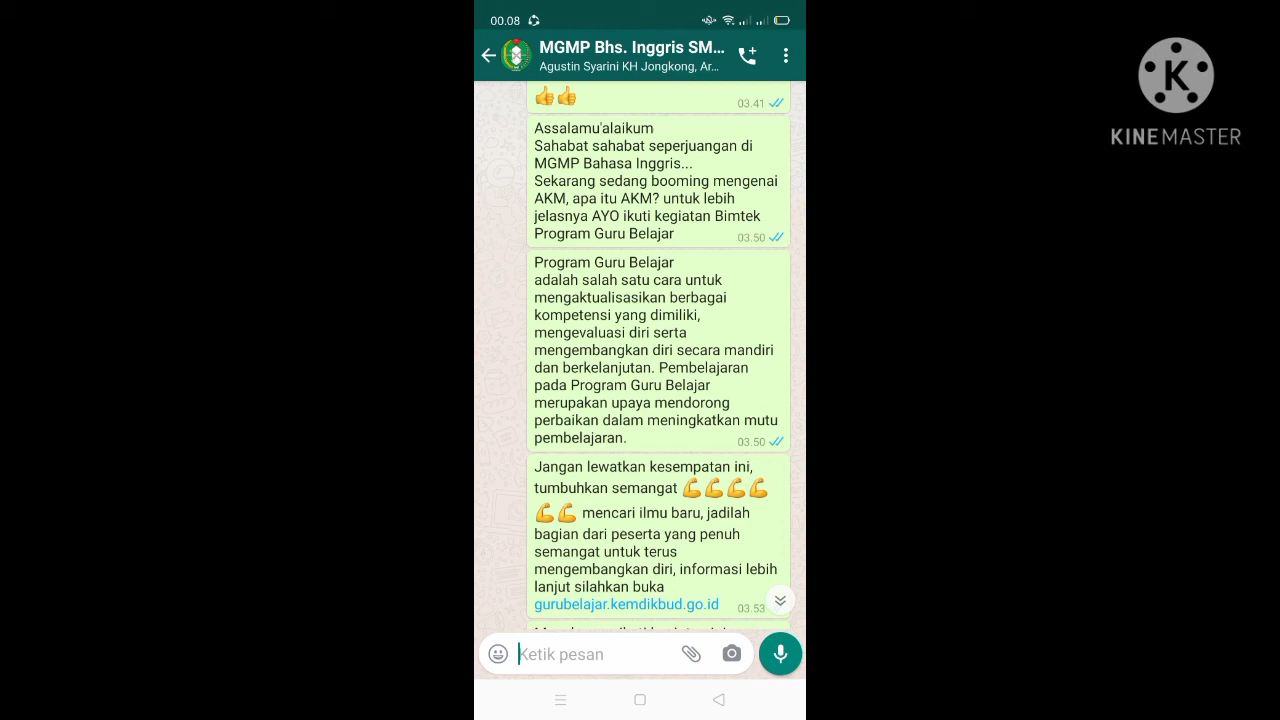 00.08
MGMP Bhs. Inggris SM...
Agustin Syarini KH Jongkong, Ar...
KINEMASTER
👍👍
03.41
Assalamu'alaikum
Sahabat sahabat seperjuangan di
MGMP Bahasa Inggris...
Sekarang sedang booming mengenai
AKM, apa itu AKM? untuk lebih
jelasnya AYO ikuti kegiatan Bimtek
Program Guru Belajar
03.50
Program Guru Belajar
adalah salah satu cara untuk
mengaktualisasikan berbagai
kompetensi yang dimiliki,
mengevaluasi diri serta
mengembangkan diri secara mandiri
dan berkelanjutan. Pembelajaran
pada Program Guru Belajar
merupakan upaya mendorong
perbaikan dalam meningkatkan mutu
pembelajaran.
03.50
Jangan lewatkan kesempatan ini,
tumbuhkan semangat 💪💪💪💪
💪💪 mencari ilmu baru, jadilah
bagian dari peserta yang penuh
semangat untuk terus
mengembangkan diri, informasi lebih
lanjut silahkan buka
gurubelajar.kemdikbud.go.id
03.53
Ketik pesan